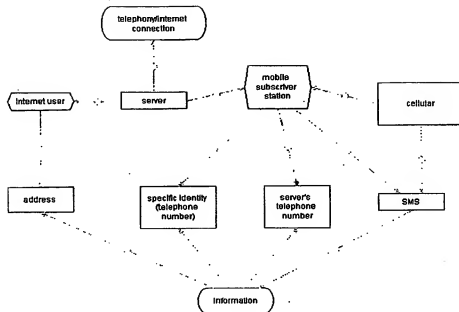 telephony/internet
connection
mobile
subscriver
station
Internet user
server
cellular
address
specific identity
(telephone
number)
server's
telephone
number
SMS
Information